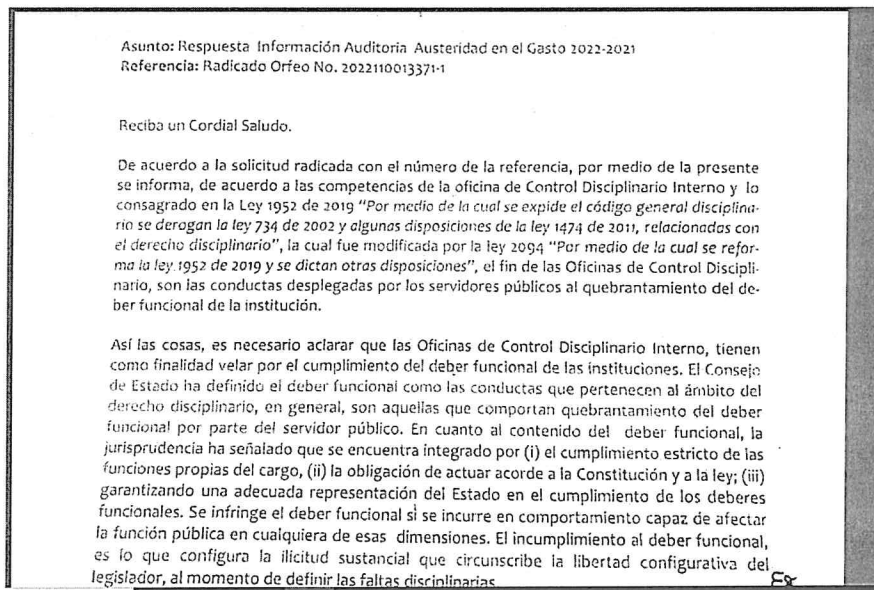 Asunto: Respuesta Información Auditoria Austeridad en el Gasto 2022-2021
Referencia: Radicado Orfeo No. 2022110013371-1
Reciba un Cordial Saludo.
De acuerdo a la solicitud radicada con el número de la referencia, por medio de la presente
se informa, de acuerdo a las competencias de la oficina de Control Disciplinario Interno y lo
consagrado en la Ley 1952 de 2019 "Por medio de la cual se expide el código general disciplina-
rio se derogan la ley 734 de 2002 y algunas disposiciones de la ley 1474 de 2011, relacionadas con
el derecho disciplinario", la cual fue modificada por la ley 2094 "Por medio de la cual se refor-
ma la ley 1952 de 2019 y se dictan otras disposiciones", el fin de las Oficinas de Control Discipli-
nario, son las conductas desplegadas por los servidores públicos al quebrantamiento del de-
ber funcional de la institución.
Así las cosas, es necesario aclarar que las Oficinas de Control Disciplinario Interno, tienen
como finalidad velar por el cumplimiento del deber funcional de las instituciones. El Consejo
de Estado ha definido el deber funcional como las conductas que pertenecen al ámbito del
derecho disciplinario, en general, son aquellas que comportan quebrantamiento del deber
funcional por parte del servidor público. En cuanto al contenido del deber funcional, la
jurisprudencia ha señalado que se encuentra integrado por (i) el cumplimiento estricto de las
funciones propias del cargo, (ii) la obligación de actuar acorde a la Constitución y a la ley; (iii)
garantizando una adecuada representación del Estado en el cumplimiento de los deberes
funcionales. Se infringe el deber funcional si se incurre en comportamiento capaz de afectar
la función pública en cualquiera de esas dimensiones. El incumplimiento al deber funcional,
es lo que configura la ilicitud sustancial que circunscribe la libertad configurativa del
legislador, al momento de definir las faltas disciplinarias.